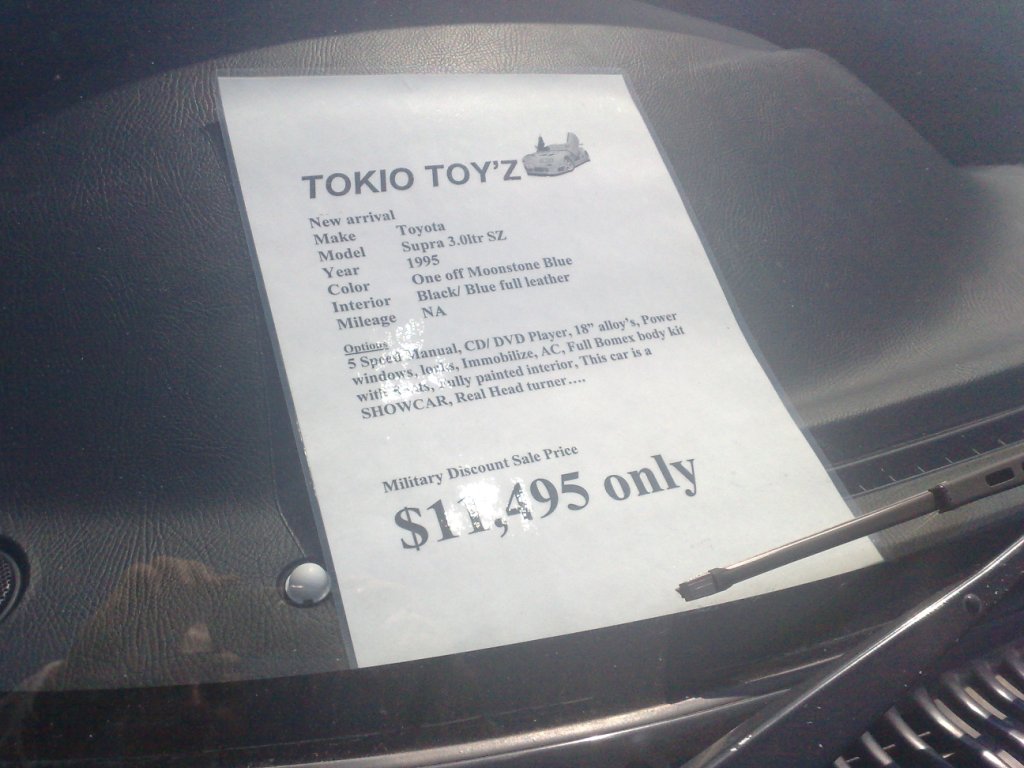 TOKIO TOY'Z
New arrival
Make Toyota
Model Supra 3.0ltr SZ
Year 1995
Color One off Moonstone Blue
Interior Black/ Blue full leather
Mileage NA
Options
5 Speed Manual, CD/ DVD Player, 18" alloy's, Power
windows, locks, Immobilize, AC, Full Bomex body kit
with fully painted interior, This car is a
SHOWCAR, Real Head turner....
Military Discount Sale Price
$11,495 only